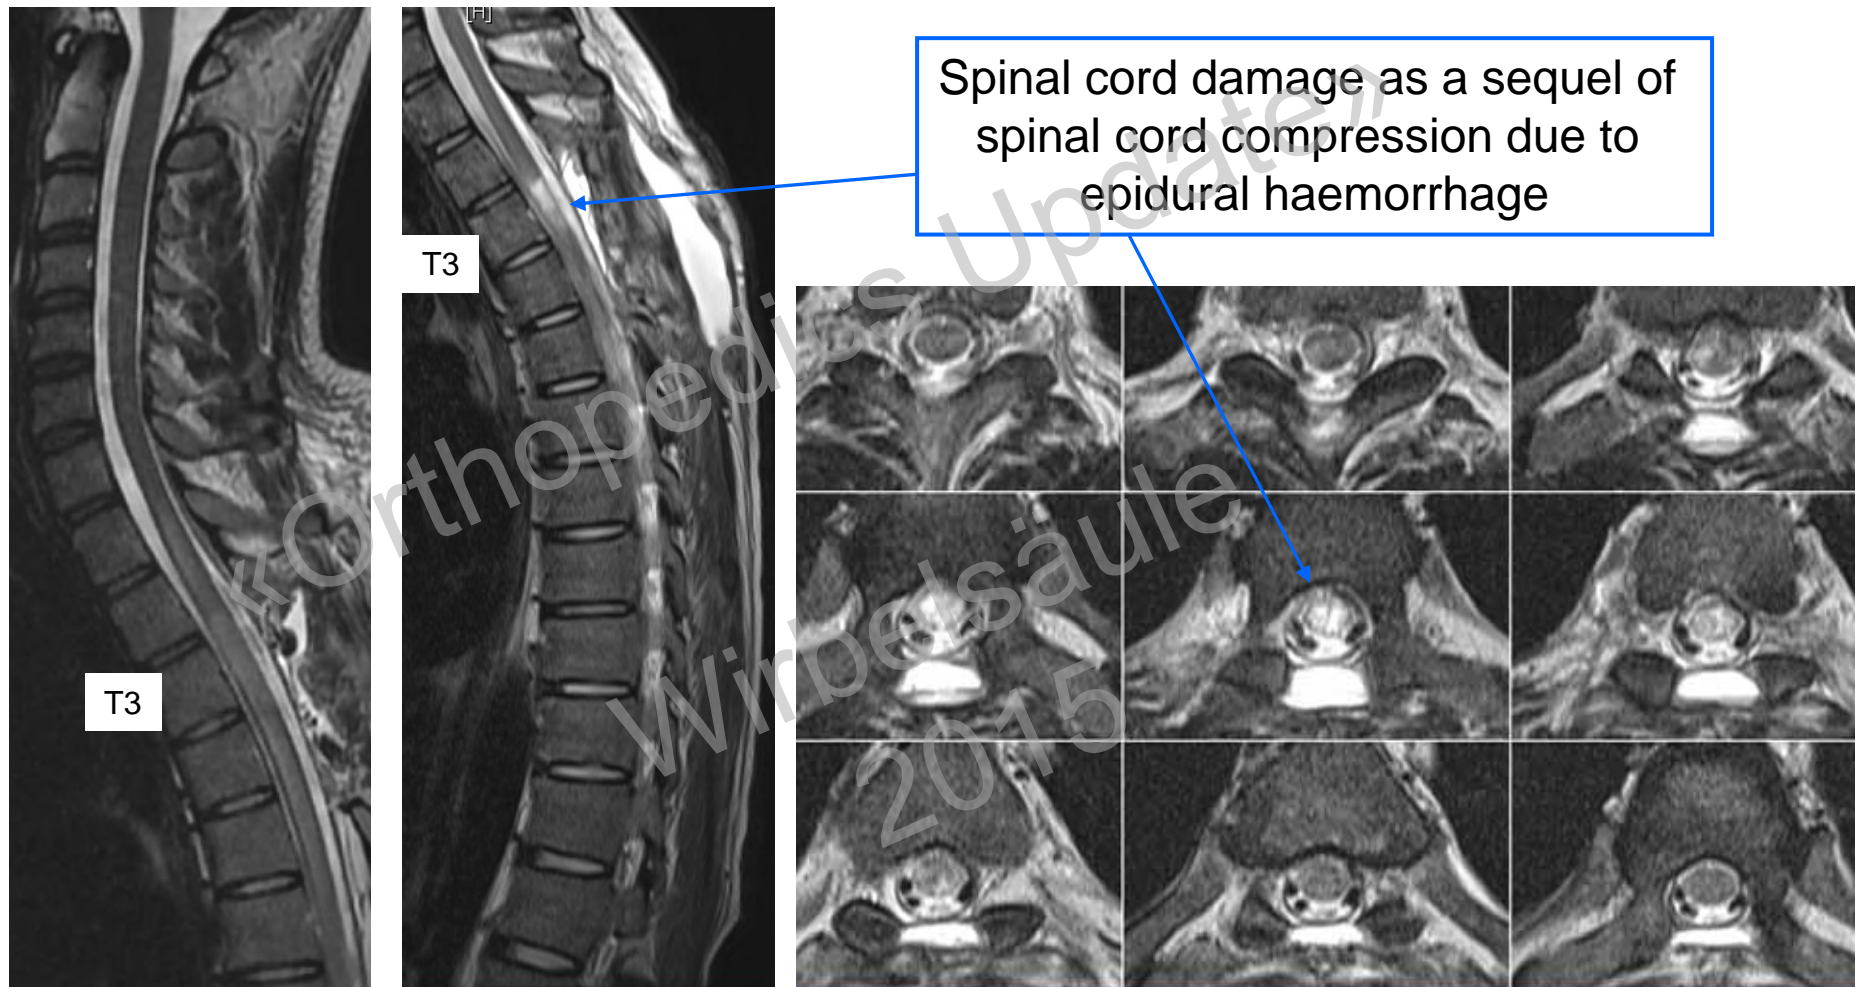 [H]
Spinal cord damage as a sequel of
spinal cord compression due to
epidural haemorrhage
T3
T3
«Orthopedics Update»
Wirbelsäule
2015